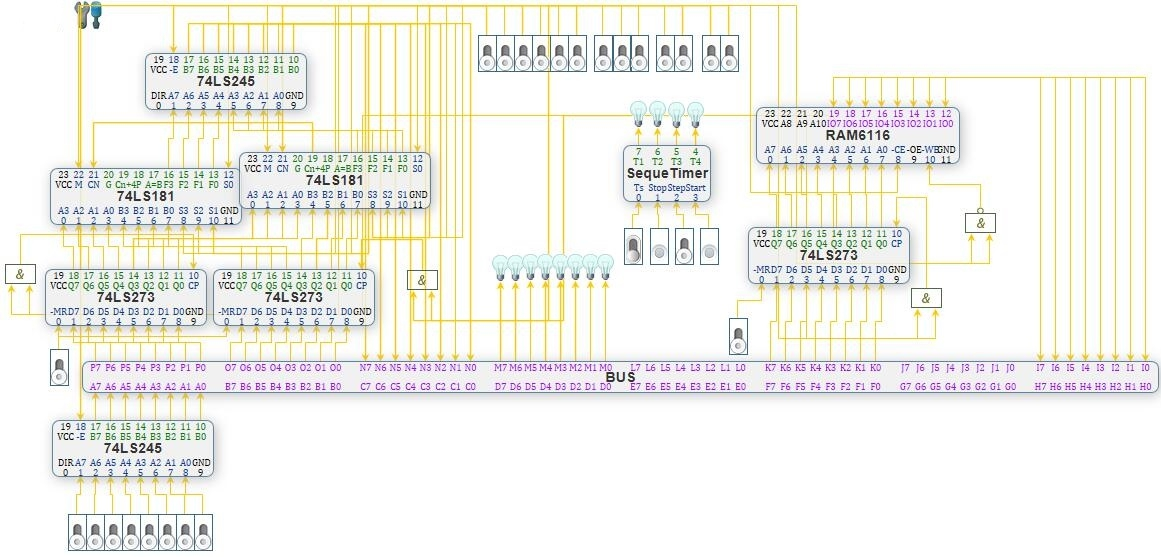 19 18 17 16 15 14 13 12 11 10
VCC -E B7 B6 B5 B4 B3 B2 B1 B0
74LS245
DIR A7 A6 A5 A4 A3 A2 A1 A0 GND
0 1 2 3 4 5 6 7 8 9
23 22 21 20 19 18 17 16 15 14 13 12
VCC M CN G Cn+4 P A=B F3 F2 F1 F0 S0
74LS181
A3 A2 A1 A0 B3 B2 B1 B0 S3 S2 S1 GND
0 1 2 3 4 5 6 7 8 9 10 11
23 22 21 20 19 18 17 16 15 14 13 12
VCC M CN G Cn+4 P A=B F3 F2 F1 F0 S0
74LS181
A3 A2 A1 A0 B3 B2 B1 B0 S3 S2 S1 GND
0 1 2 3 4 5 6 7 8 9 10 11
7 6 5 4
T1 T2 T3 T4
SequeTimer
Ts Stop Step Start
0 1 2 3
23 22 21 20 19 18 17 16 15 14 13 12
VCC A8 A9 A10 IO7 IO6 IO5 IO4 IO3 IO2 IO1 IO0
RAM6116
A7 A6 A5 A4 A3 A2 A1 A0 -CE -OE -WE GND
0 1 2 3 4 5 6 7 8 9 10 11
&
&
&
&
19 18 17 16 15 14 13 12 11 10
VCC Q7 Q6 Q5 Q4 Q3 Q2 Q1 Q0 CP
74LS273
-MR D7 D6 D5 D4 D3 D2 D1 D0 GND
0 1 2 3 4 5 6 7 8 9
19 18 17 16 15 14 13 12 11 10
VCC Q7 Q6 Q5 Q4 Q3 Q2 Q1 Q0 CP
74LS273
-MR D7 D6 D5 D4 D3 D2 D1 D0 GND
0 1 2 3 4 5 6 7 8 9
19 18 17 16 15 14 13 12 11 10
VCC Q7 Q6 Q5 Q4 Q3 Q2 Q1 Q0 CP
74LS273
-MR D7 D6 D5 D4 D3 D2 D1 D0 GND
0 1 2 3 4 5 6 7 8 9
P7 P6 P5 P4 P3 P2 P1 P0 O7 O6 O5 O4 O3 O2 O1 O0 N7 N6 N5 N4 N3 N2 N1 N0 M7 M6 M5 M4 M3 M2 M1 M0 L7 L6 L5 L4 L3 L2 L1 L0 K7 K6 K5 K4 K3 K2 K1 K0 J7 J6 J5 J4 J3 J2 J1 J0 I7 I6 I5 I4 I3 I2 I1 I0
BUS
A7 A6 A5 A4 A3 A2 A1 A0 B7 B6 B5 B4 B3 B2 B1 B0 C7 C6 C5 C4 C3 C2 C1 C0 D7 D6 D5 D4 D3 D2 D1 D0 E7 E6 E5 E4 E3 E2 E1 E0 F7 F6 F5 F4 F3 F2 F1 F0 G7 G6 G5 G4 G3 G2 G1 G0 H7 H6 H5 H4 H3 H2 H1 H0
19 18 17 16 15 14 13 12 11 10
VCC -E B7 B6 B5 B4 B3 B2 B1 B0
74LS245
DIR A7 A6 A5 A4 A3 A2 A1 A0 GND
0 1 2 3 4 5 6 7 8 9